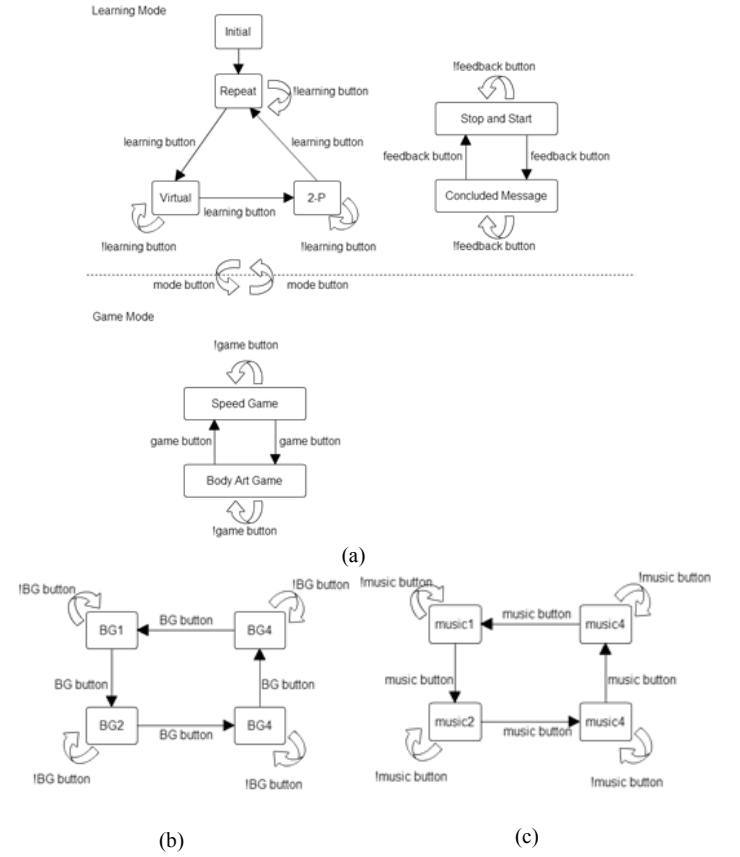 Learning Mode
Initial
Repeat
!learning button
learning button
learning button
Virtual
2-P
learning button
!learning button
!learning button
!feedback button
Stop and Start
feedback button
feedback button
Concluded Message
!feedback button
mode button
mode button
Game Mode
!game button
Speed Game
game button
game button
Body Art Game
!game button
(a)
!BG button
!BG button
BG1
BG button
BG4
BG button
BG button
BG2
BG button
BG4
!BG button
!BG button
(b)
!music button
!music button
music1
music button
music4
music button
music button
music2
music button
music4
!music button
!music button
(c)